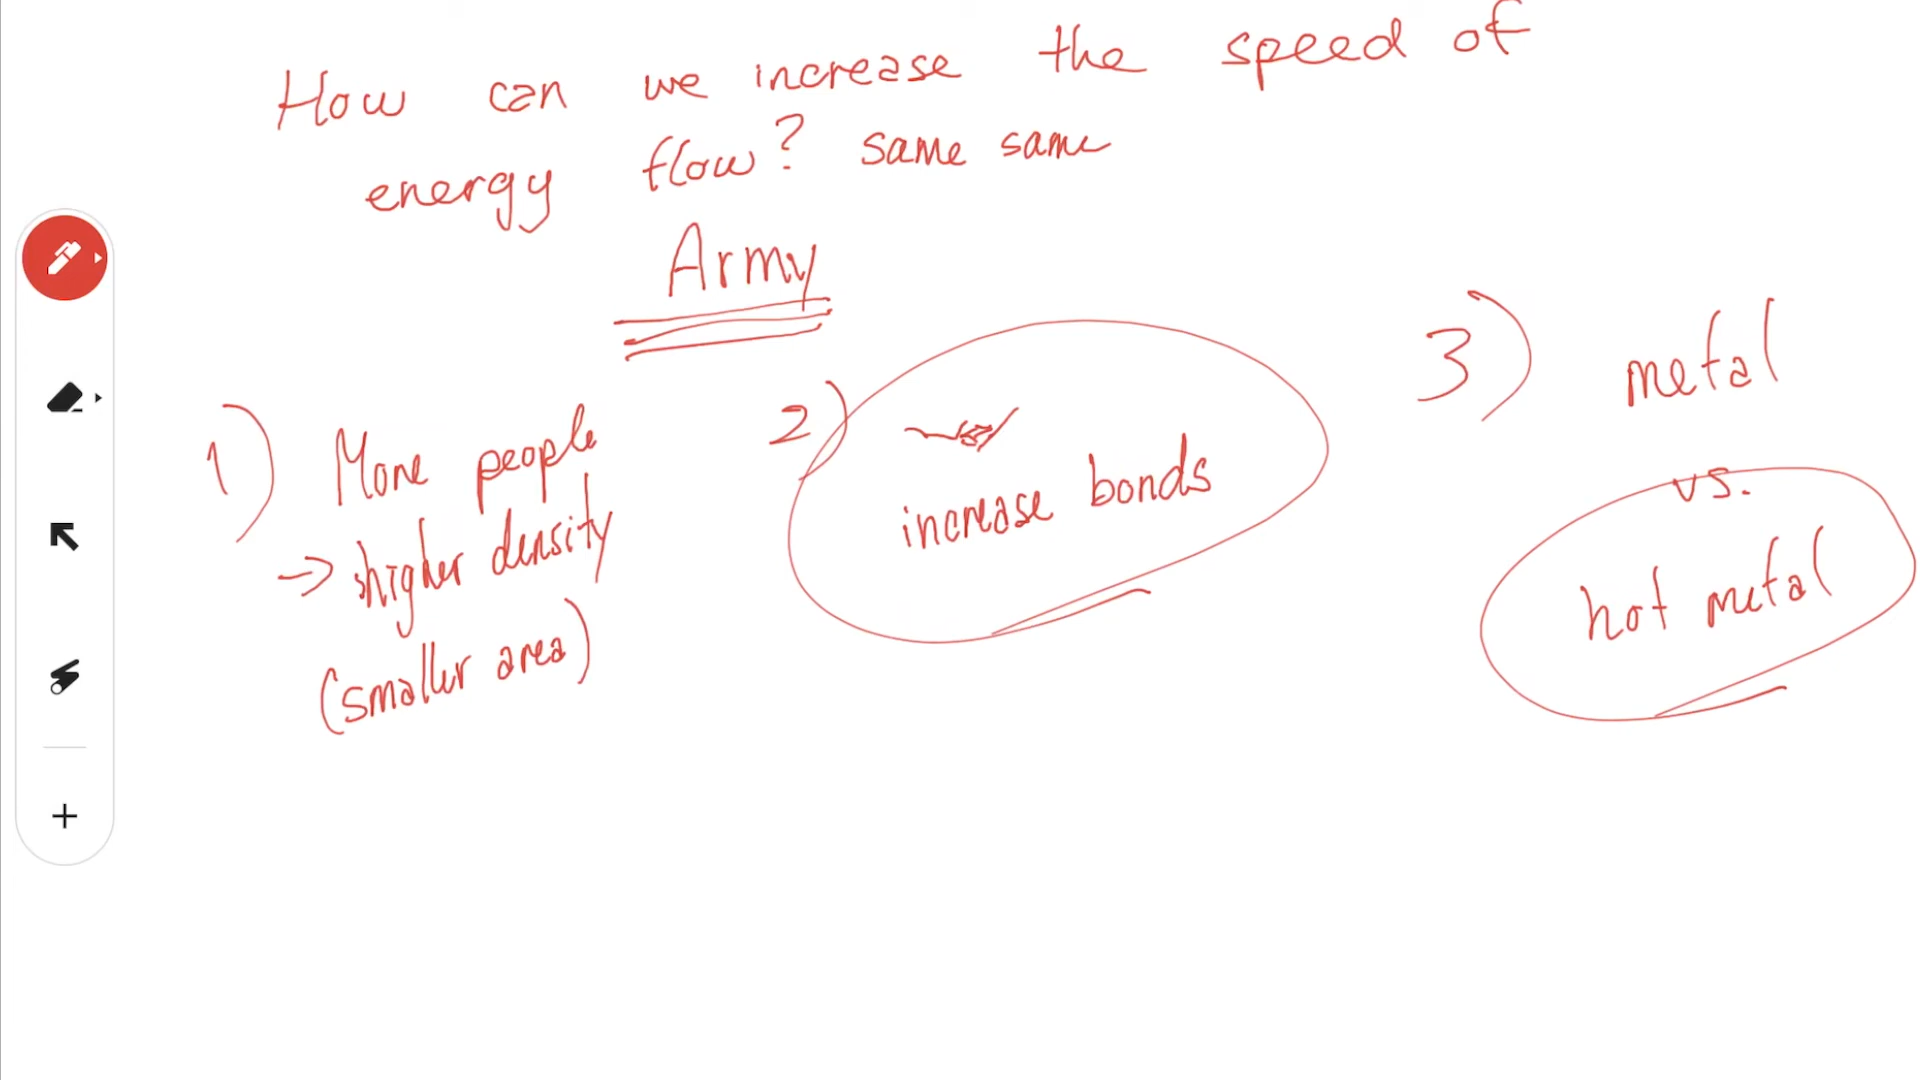 How can we increase the speed of
energy flow? same same
Army
1) More people
→ higher density
(smaller area)
2)
increase bonds
3) metal
vs.
hot metal